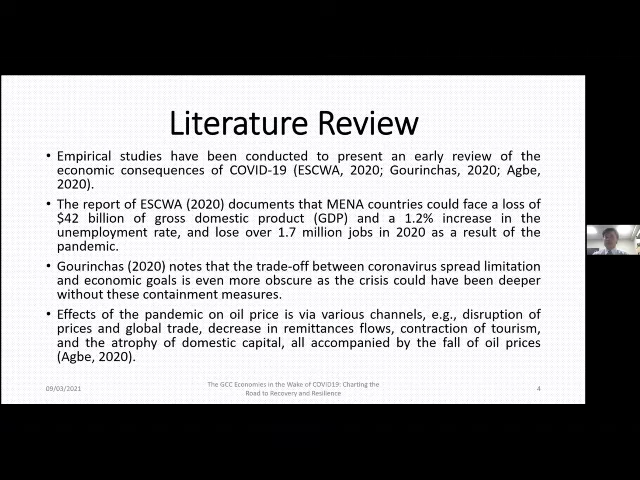 Literature Review
• Empirical studies have been conducted to present an early review of the
economic consequences of COVID-19 (ESCWA, 2020; Gourinchas, 2020; Agbe,
2020).
• The report of ESCWA (2020) documents that MENA countries could face a loss of
$42 billion of gross domestic product (GDP) and a 1.2% increase in the
unemployment rate, and lose over 1.7 million jobs in 2020 as a result of the
pandemic.
• Gourinchas (2020) notes that the trade-off between coronavirus spread limitation
and economic goals is even more obscure as the crisis could have been deeper
without these containment measures.
• Effects of the pandemic on oil price is via various channels, e.g., disruption of
prices and global trade, decrease in remittances flows, contraction of tourism,
and the atrophy of domestic capital, all accompanied by the fall of oil prices
(Agbe, 2020).
09/03/2021
The GCC Economies in the Wake of COVID19: Charting the
Road to Recovery and Resilience
4